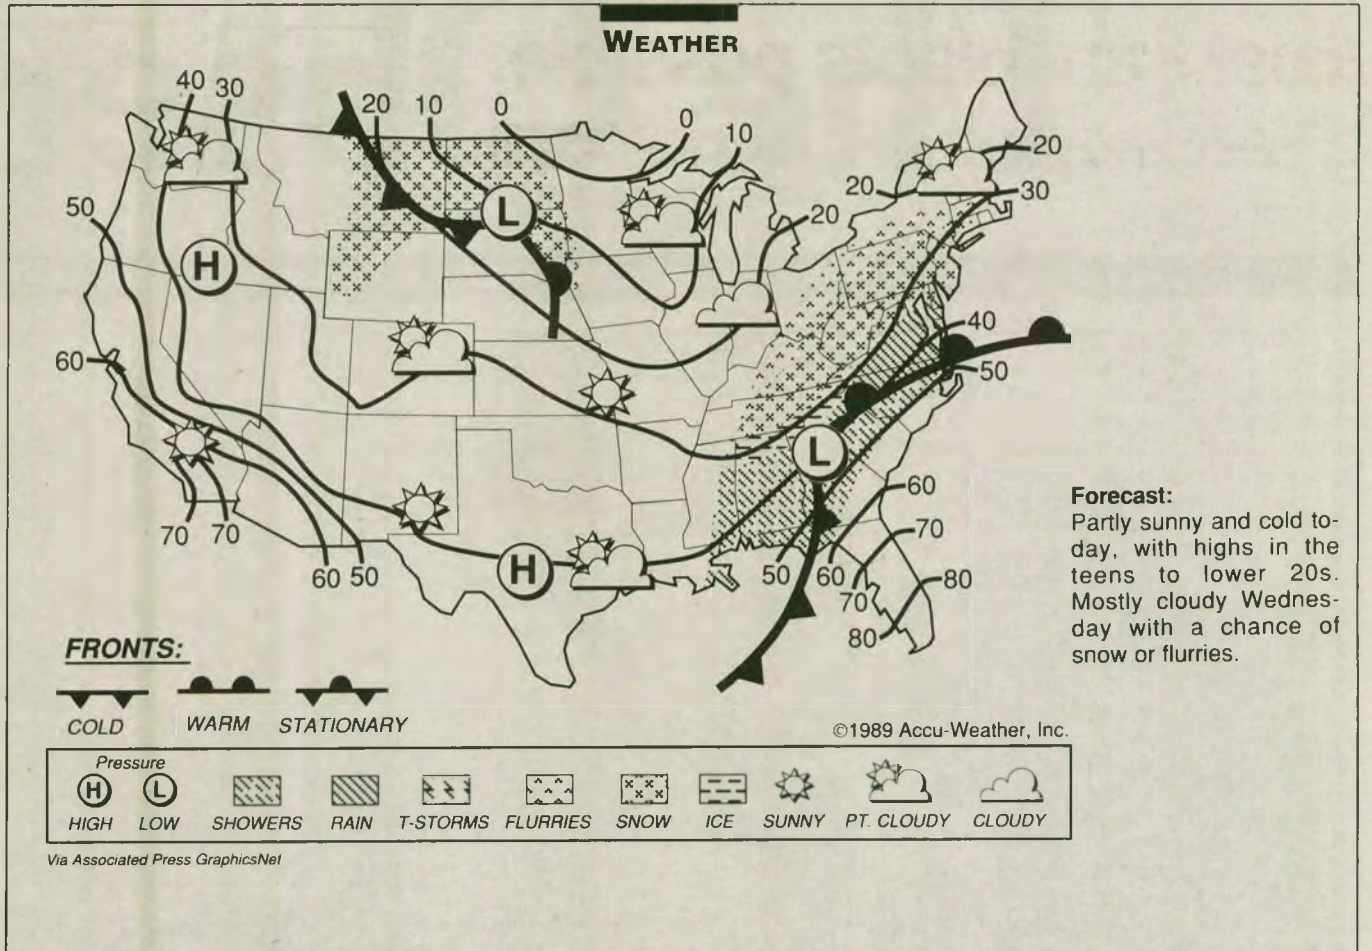 WEATHER
40 30 20 10 0 0 10
20
20 20
50 30
40
60 50
60
70 70 50 60 70
60 50 70 80
80
Forecast:
Partly sunny and cold to-
day, with highs in the
teens to lower 20s.
Mostly cloudy Wednes-
day with a chance of
snow or flurries.
H
L
L
H
FRONTS:
COLD WARM STATIONARY
©1989 Accu-Weather, Inc.
Pressure
H L
HIGH LOW SHOWERS RAIN T-STORMS FLURRIES SNOW ICE SUNNY PT. CLOUDY CLOUDY
Via Associated Press GraphicsNet